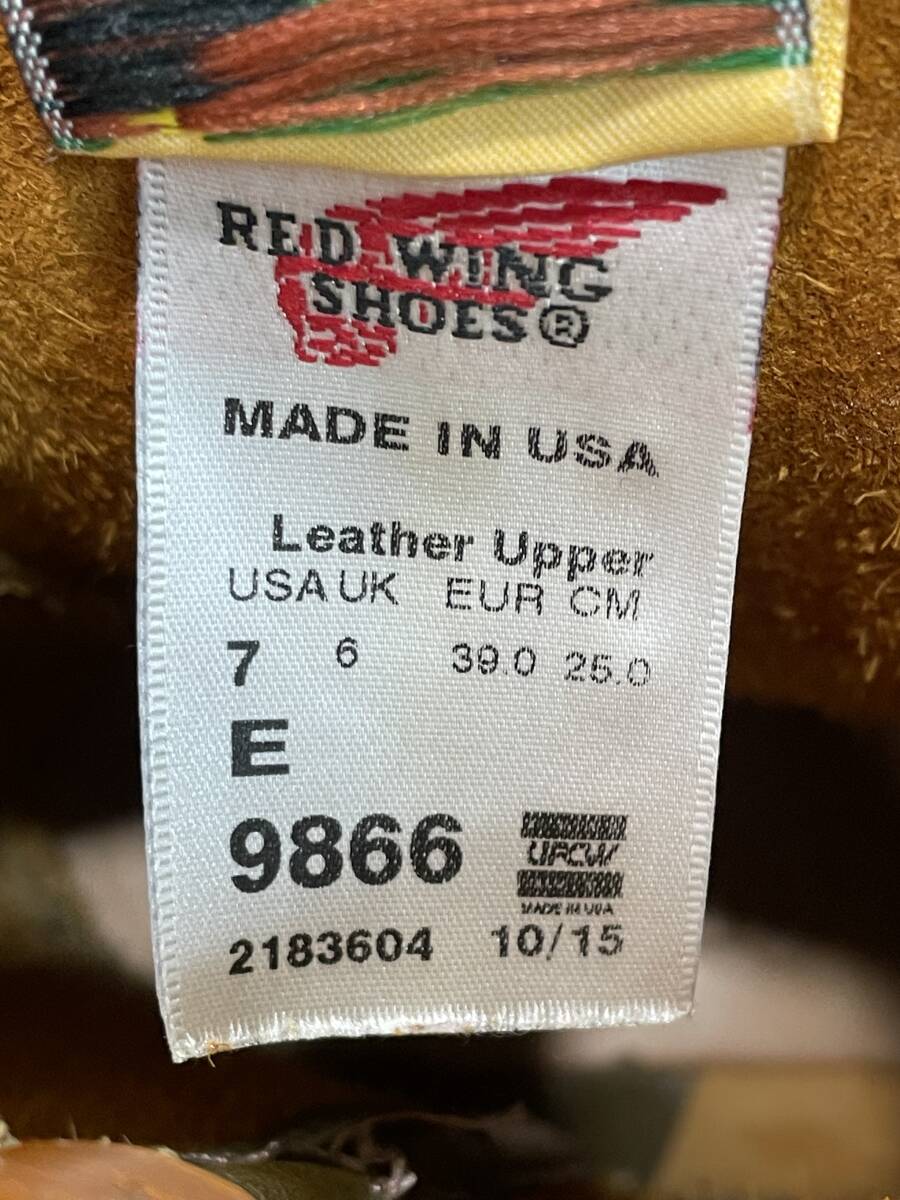 RED WING
SHOES®
MADE IN USA
Leather Upper
USA UK EUR CM
7 6 39.0 25.0
E
9866
UFCW
MADE IN USA
2183604 10/15